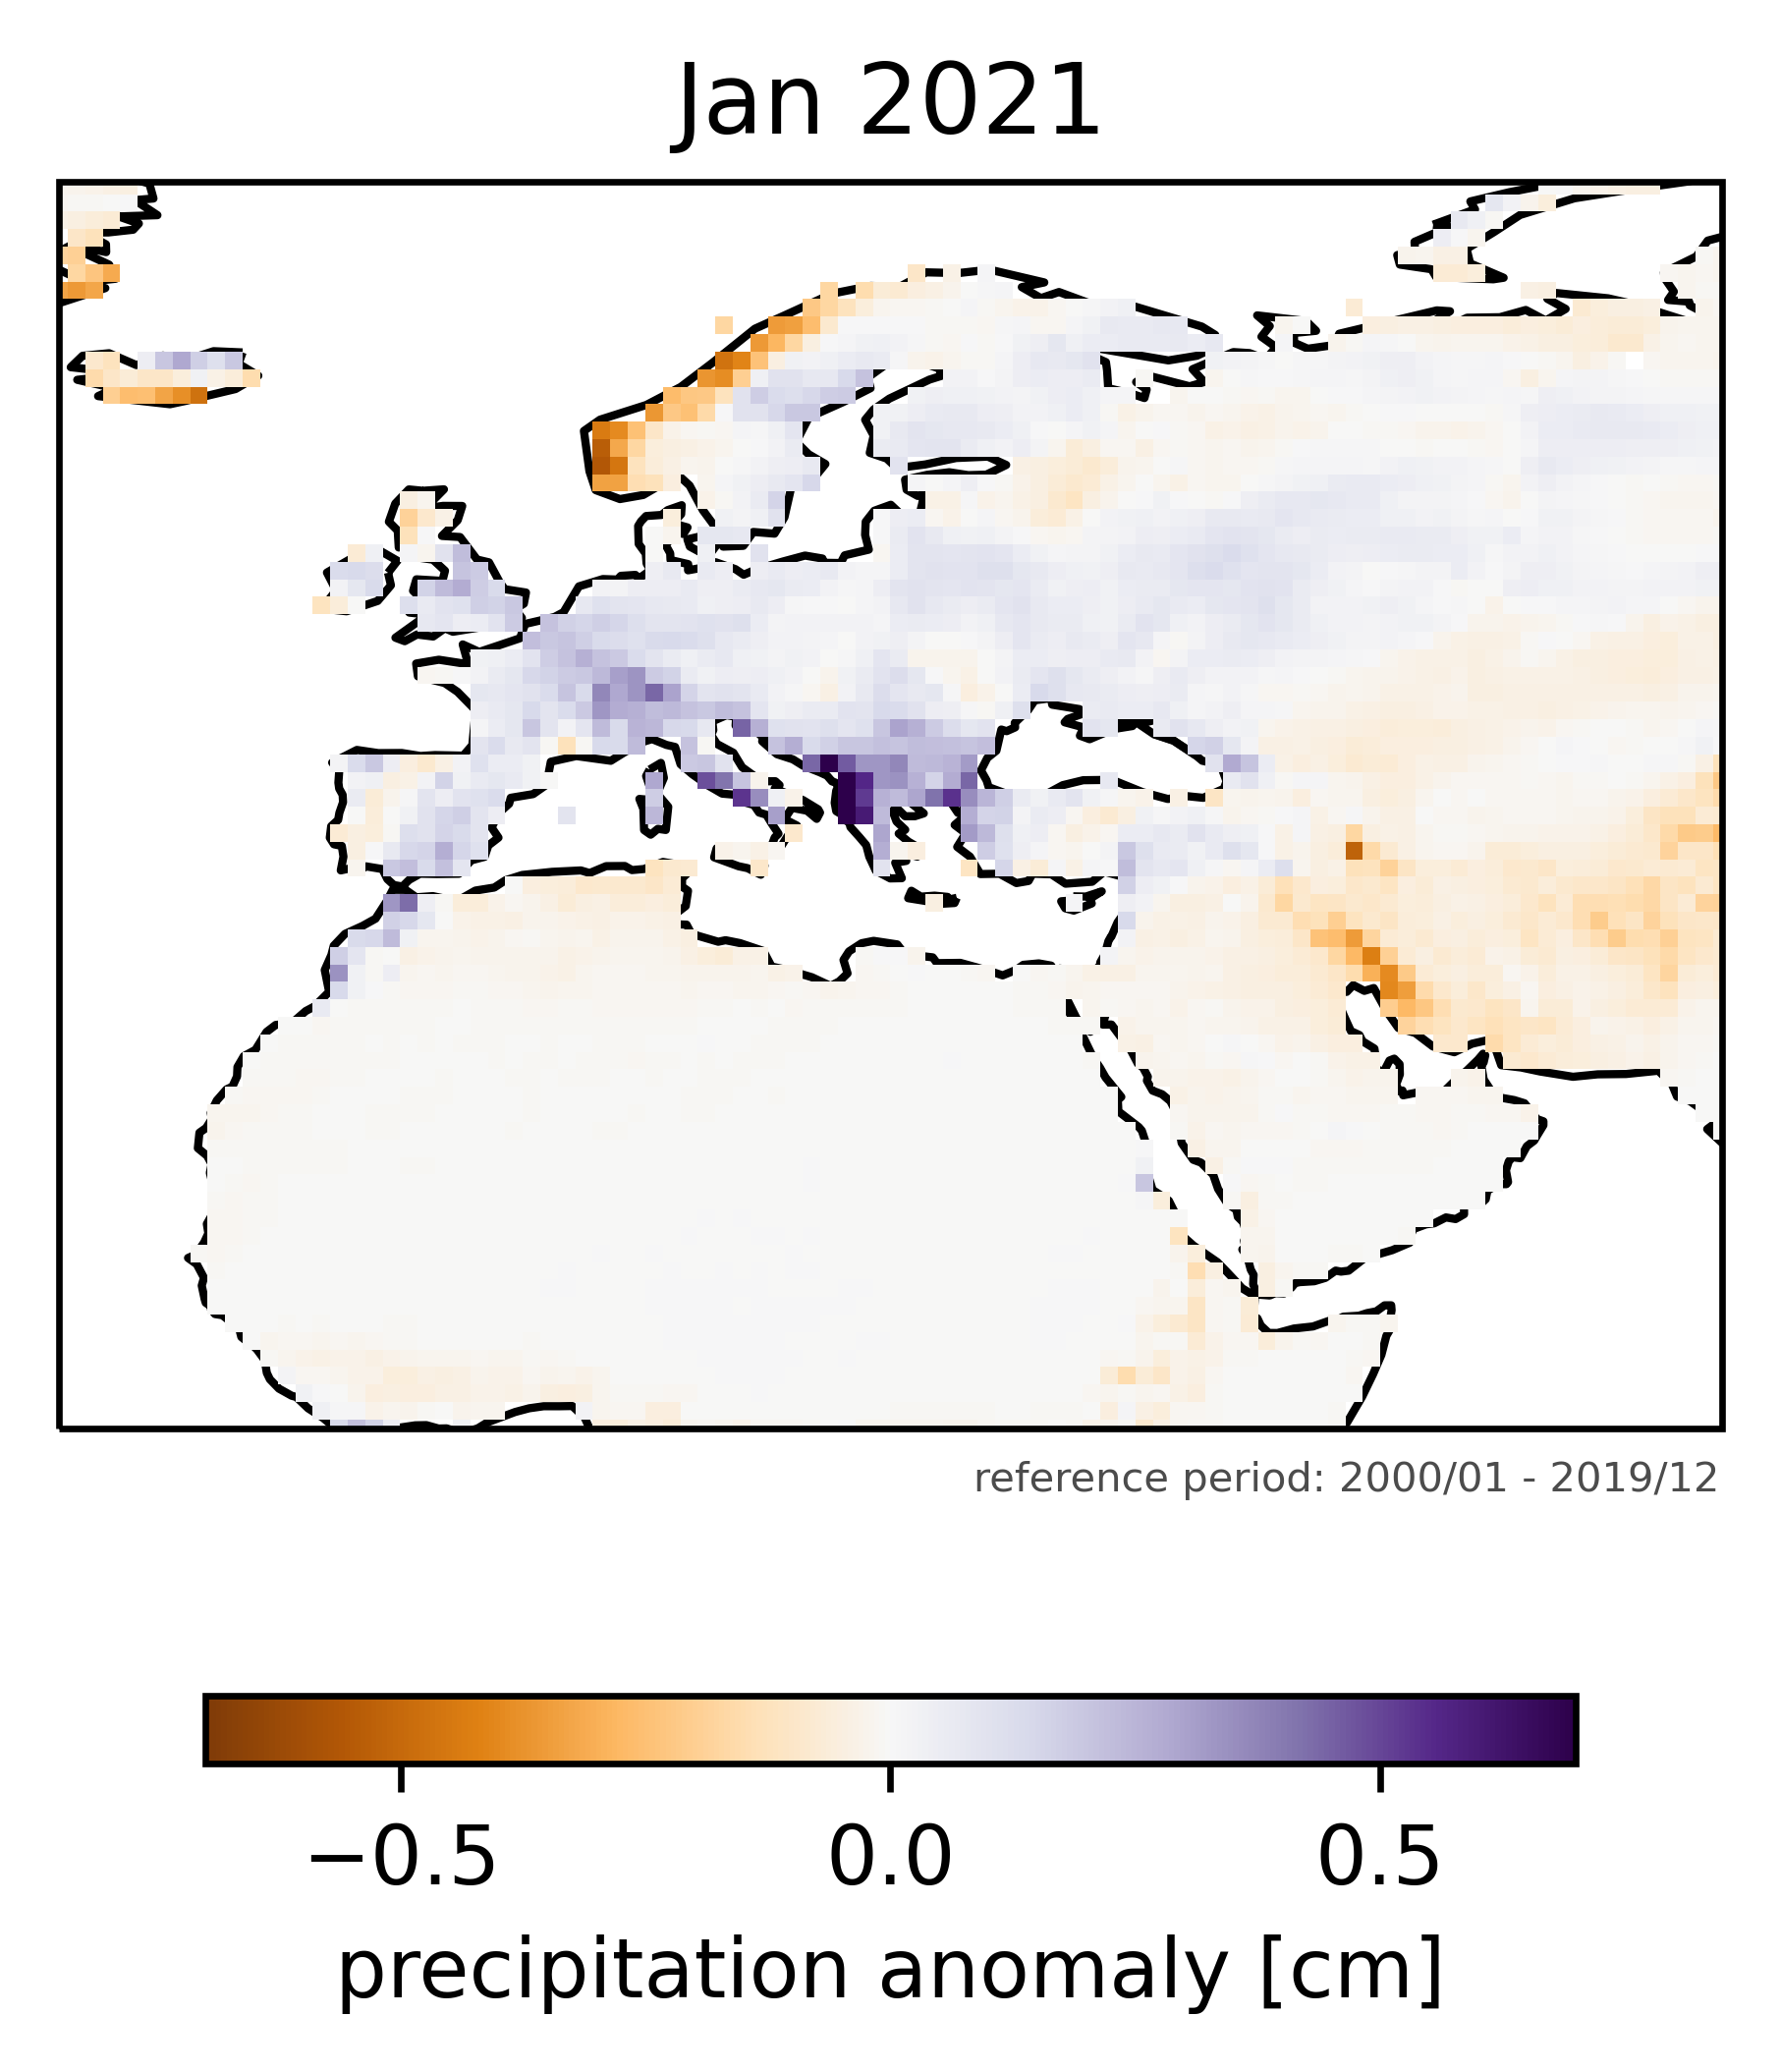 Jan 2021
reference period: 2000/01 - 2019/12
−0.5 0.0 0.5
precipitation anomaly [cm]